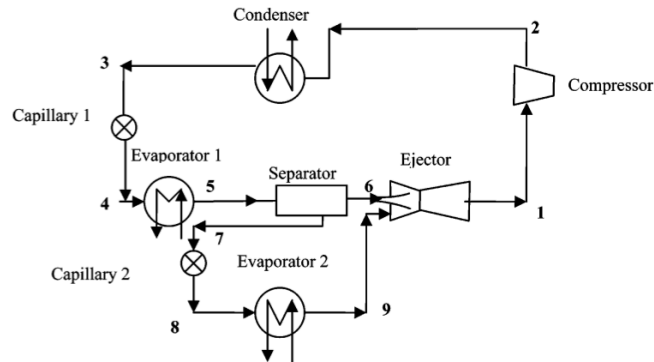 Condenser
2
3
Compressor
Capillary 1
Evaporator 1
Ejector
Separator
5
6
4
1
7
Capillary 2
Evaporator 2
8
9